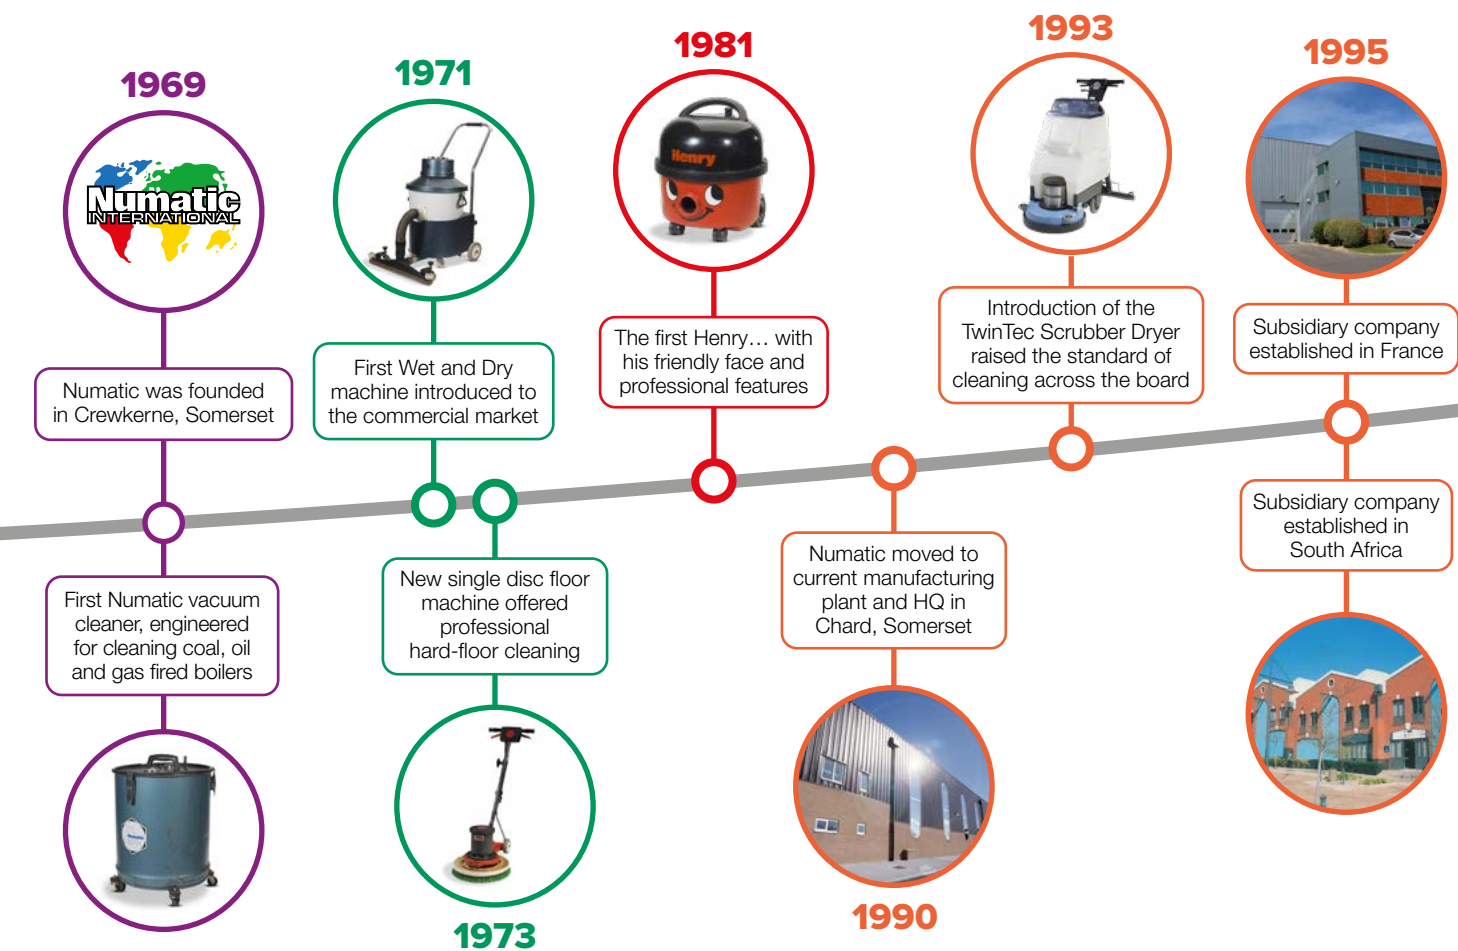 1969
Numatic
INTERNATIONAL
Numatic was founded
in Crewkerne, Somerset
First Numatic vacuum
cleaner, engineered
for cleaning coal, oil
and gas fired boilers
1971
First Wet and Dry
machine introduced to
the commercial market
New single disc floor
machine offered
professional
hard-floor cleaning
1973
1981
Henry
The first Henry… with
his friendly face and
professional features
Numatic moved to
current manufacturing
plant and HQ in
Chard, Somerset
1990
1993
Introduction of the
TwinTec Scrubber Dryer
raised the standard of
cleaning across the board
1995
Subsidiary company
established in France
Subsidiary company
established in
South Africa